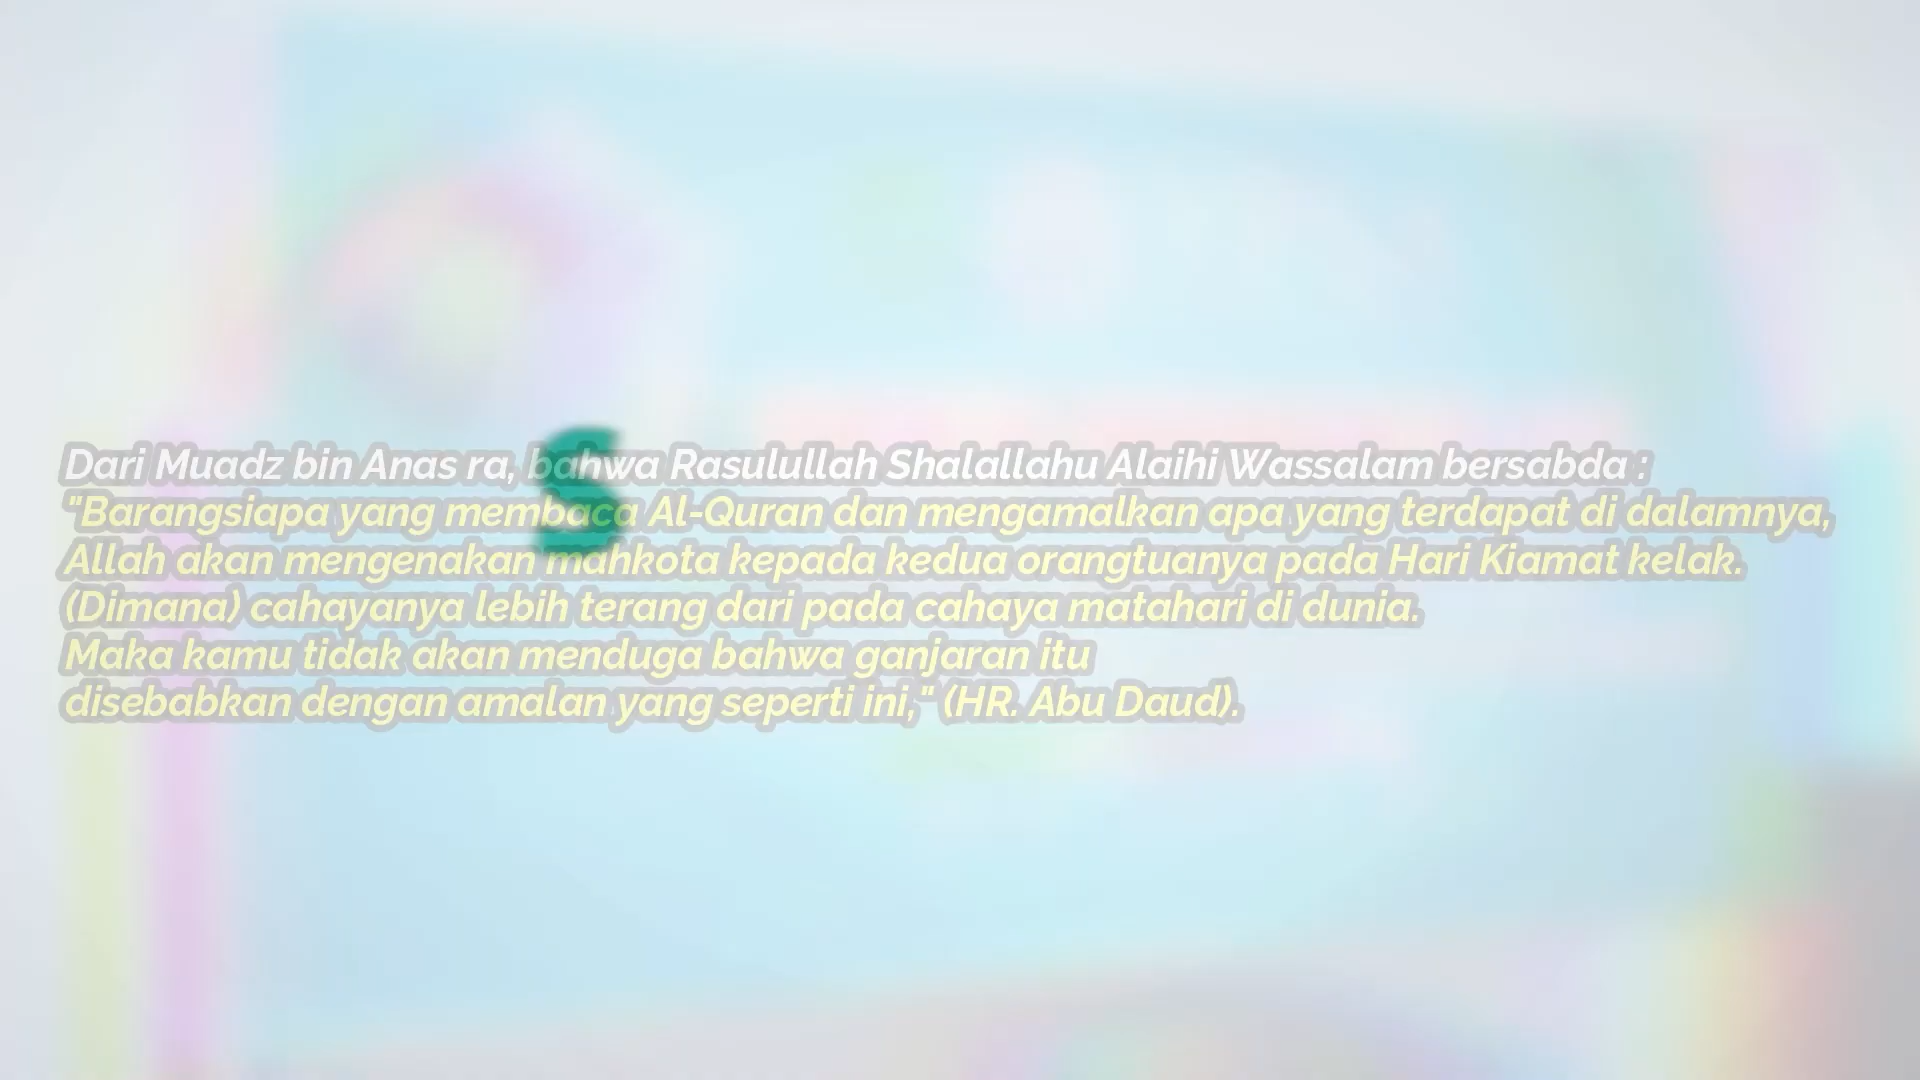 Dari Muadz bin Anas ra, bahwa Rasulullah Shalallahu Alaihi Wassalam bersabda :
"Barangsiapa yang membaca Al-Quran dan mengamalkan apa yang terdapat di dalamnya,
Allah akan mengenakan mahkota kepada kedua orangtuanya pada Hari Kiamat kelak.
(Dimana) cahayanya lebih terang dari pada cahaya matahari di dunia.
Maka kamu tidak akan menduga bahwa ganjaran itu
disebabkan dengan amalan yang seperti ini," (HR. Abu Daud).
S